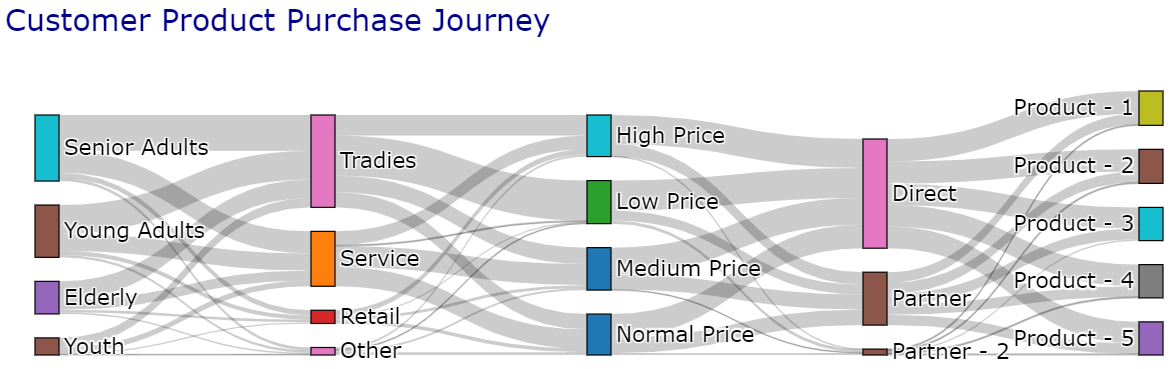 Customer Product Purchase Journey
Senior Adults
Young Adults
Elderly
Youth
Tradies
Service
Retail
Other
High Price
Low Price
Medium Price
Normal Price
Direct
Partner
Partner - 2
Product - 1
Product - 2
Product - 3
Product - 4
Product - 5